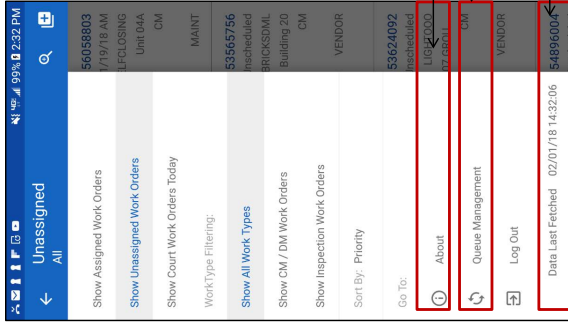 99% 2:32 PM
Unassigned
All
Show Assigned Work Orders
Show Unassigned Work Orders
Show Court Work Orders Today
WorkType Filtering:
Show All Work Types
Show CM / DM Work Orders
Show Inspection Work Orders
Sort By: Priority
Go To:
About
Queue Management
Log Out
Data Last Fetched 02/01/18 14:32:06
56058803
1/19/18 AM
LFCLOSING
Unit 04A
CM
MAINT
53565756
nscheduled
BRICKSDML
Building 20
CM
VENDOR
53624092
nscheduled
CM
VENDOR
54896004